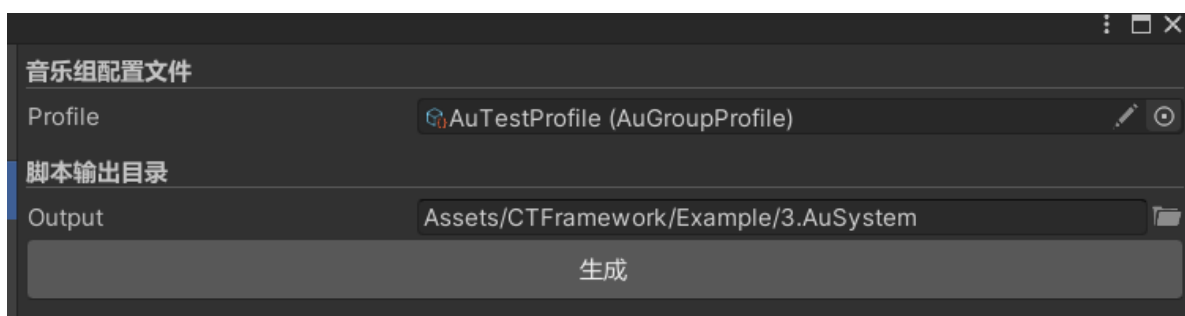 音乐组配置文件
Profile AuTestProfile (AuGroupProfile)
脚本输出目录
Output Assets/CTFramework/Example/3.AuSystem
生成